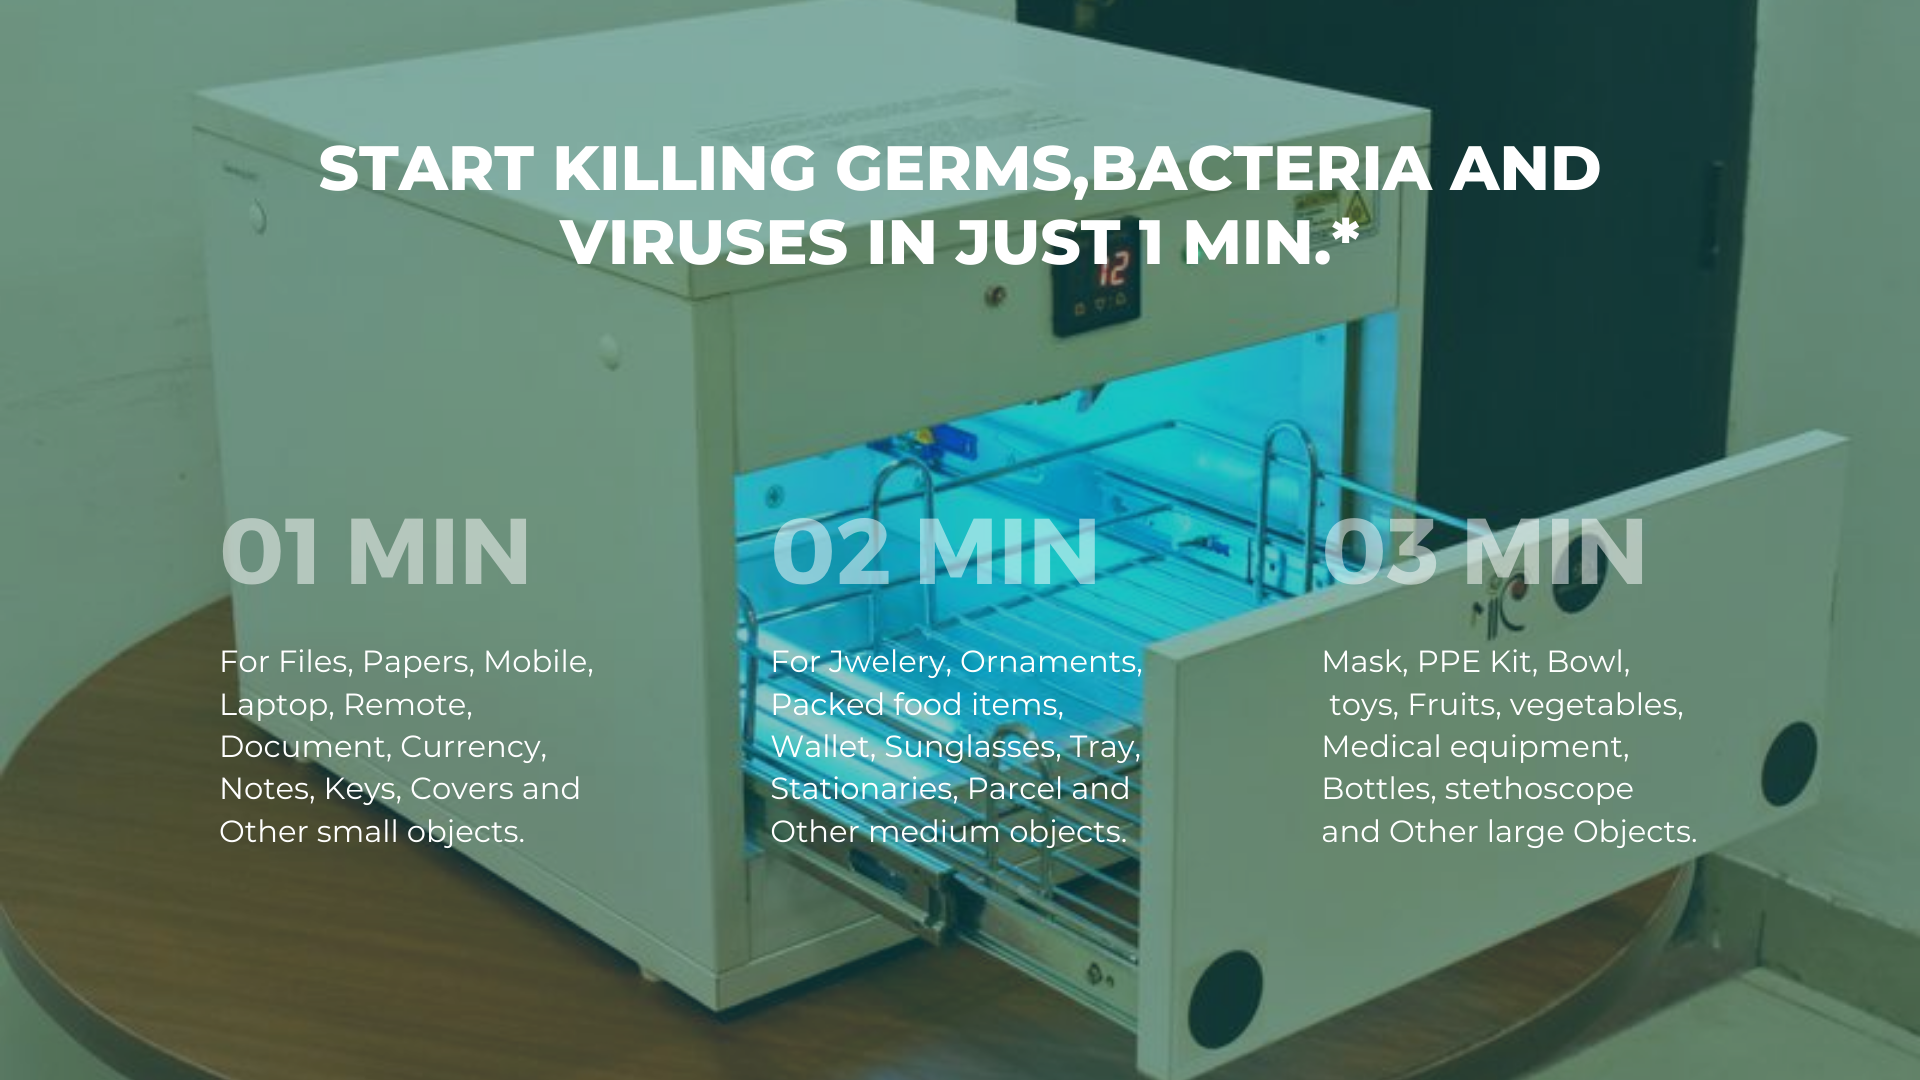 START KILLING GERMS,BACTERIA AND
VIRUSES IN JUST 1 MIN.*
12
01 MIN
For Files, Papers, Mobile,
Laptop, Remote,
Document, Currency,
Notes, Keys, Covers and
Other small objects.
02 MIN
For Jwelery, Ornaments,
Packed food items,
Wallet, Sunglasses, Tray,
Stationaries, Parcel and
Other medium objects.
03 MIN
Mask, PPE Kit, Bowl,
toys, Fruits, vegetables,
Medical equipment,
Bottles, stethoscope
and Other large Objects.